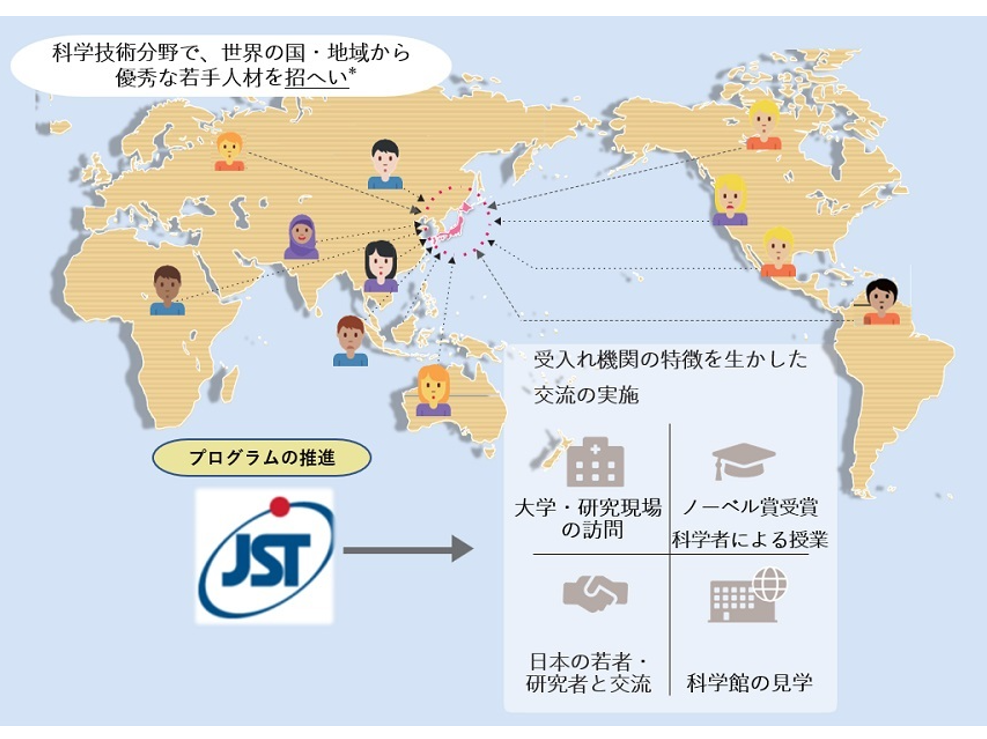 科学技術分野で、世界の国・地域から
優秀な若手人材を招へい*
受入れ機関の特徴を生かした
交流の実施
プログラムの推進
JST
大学・研究現場
の訪問
ノーベル賞受賞
科学者による授業
日本の若者・
研究者と交流
科学館の見学